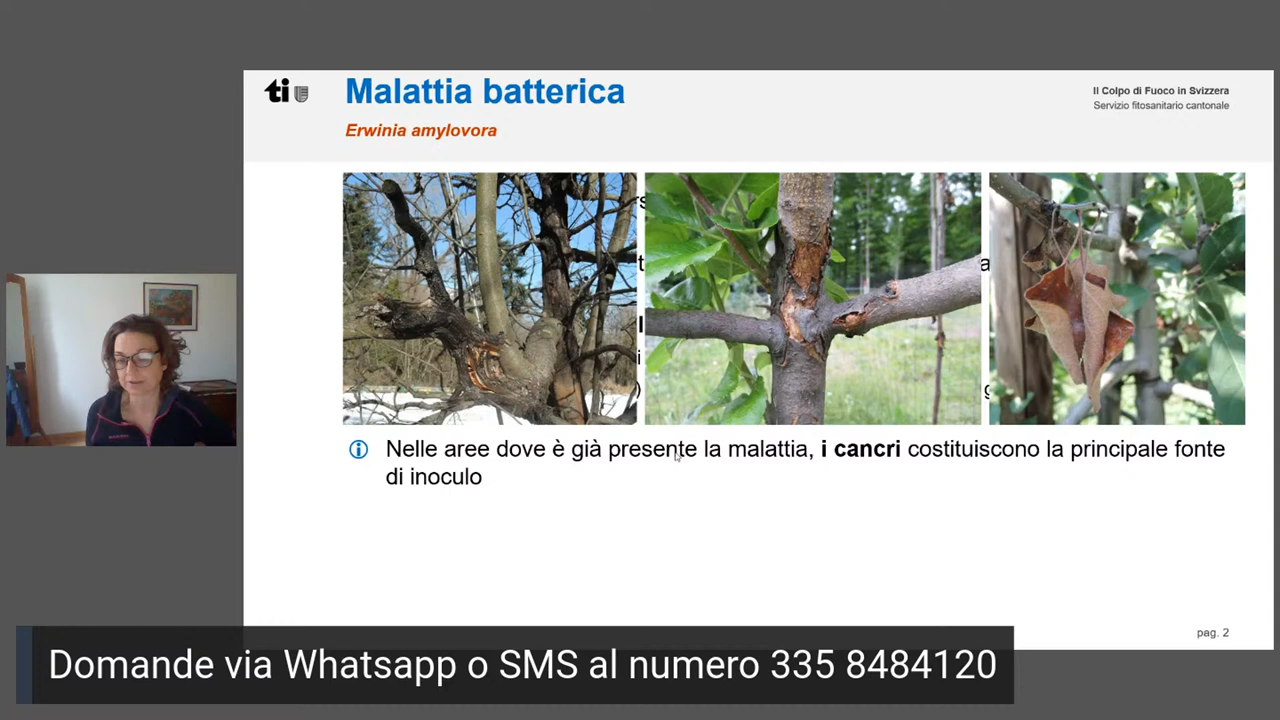 ti
Malattia batterica
Erwinia amylovora
Il Colpo di Fuoco in Svizzera
Servizio fitosanitario cantonale
Nelle aree dove è già presente la malattia, i cancri costituiscono la principale fonte
di inoculo
pag. 2
Domande via Whatsapp o SMS al numero 335 8484120